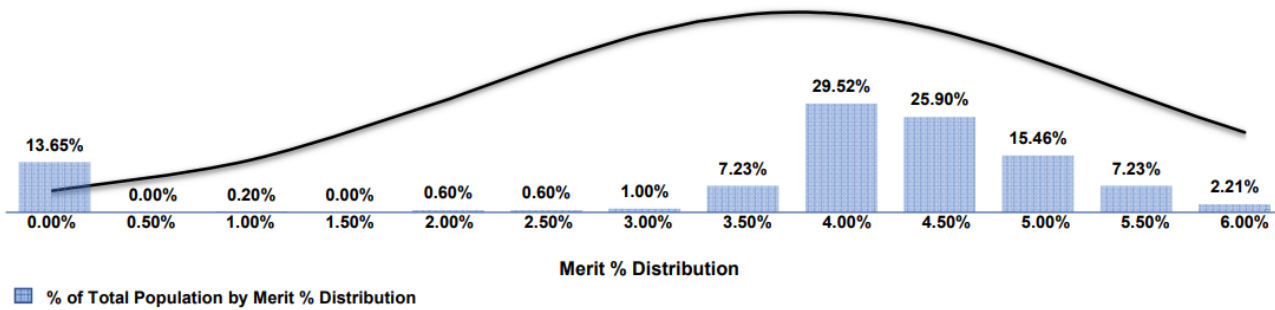 29.52%
25.90%
13.65% 15.46%
0.00% 0.20% 0.00% 0.60% 0.60% 1.00% 7.23% 7.23% 2.21%
0.00% 0.50% 1.00% 1.50% 2.00% 2.50% 3.00% 3.50% 4.00% 4.50% 5.00% 5.50% 6.00%
Merit % Distribution
% of Total Population by Merit % Distribution